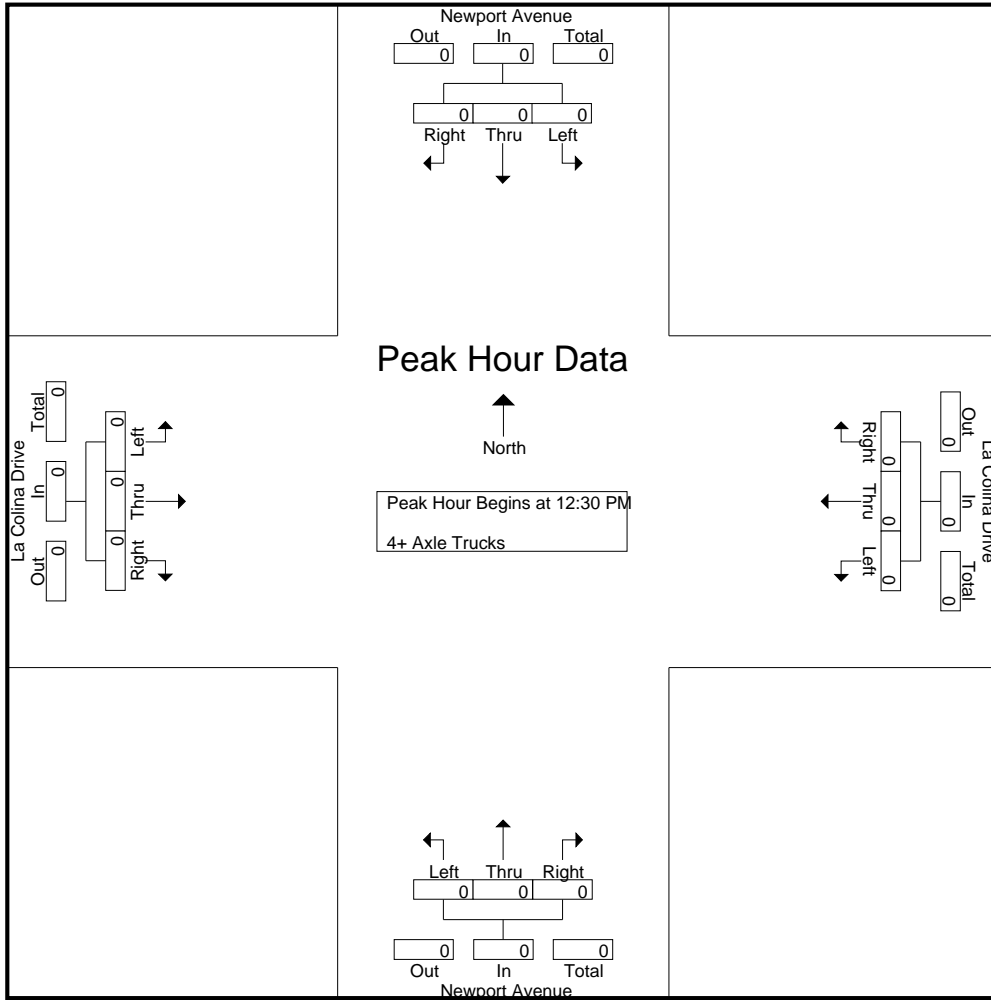 Newport Avenue
Out In Total
0 0 0
0 0 0
Right Thru Left
Peak Hour Data
North
Peak Hour Begins at 12:30 PM
4+ Axle Trucks
La Colina Drive
Out In Total
0 0 0
0 0 0
Right Thru Left
La Colina Drive
Total In Out
0 0 0
0 0 0
Left Thru Right
Left Thru Right
0 0 0
0 0 0
Out In Total
Newport Avenue